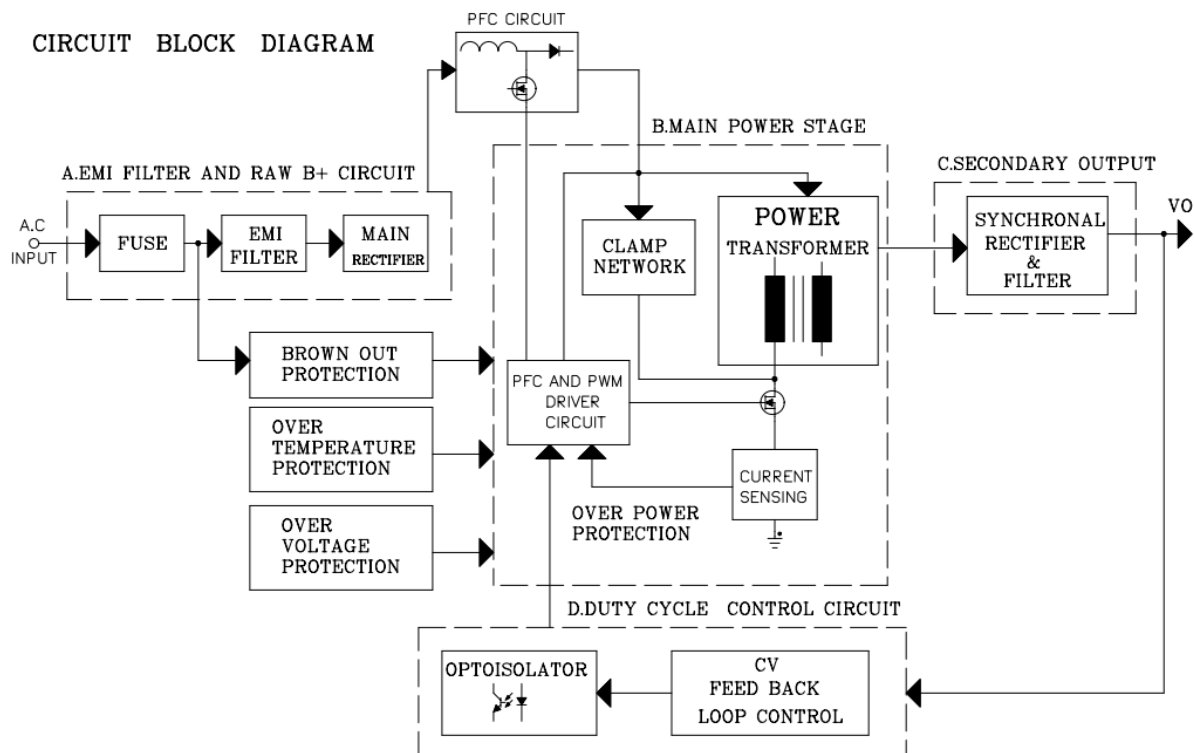 PFC CIRCUIT
CIRCUIT BLOCK DIAGRAM
B.MAIN POWER STAGE
A.EMI FILTER AND RAW B+ CIRCUIT
C.SECONDARY OUTPUT
A.C
INPUT
FUSE
EMI
FILTER
MAIN
RECTIFIER
CLAMP
NETWORK
POWER
TRANSFORMER
SYNCHRONAL
RECTIFIER
&
FILTER
VO
BROWN OUT
PROTECTION
PFC AND PWM
DRIVER
CIRCUIT
OVER
TEMPERATURE
PROTECTION
CURRENT
SENSING
OVER POWER
PROTECTION
OVER
VOLTAGE
PROTECTION
D.DUTY CYCLE CONTROL CIRCUIT
OPTOISOLATOR
CV
FEED BACK
LOOP CONTROL